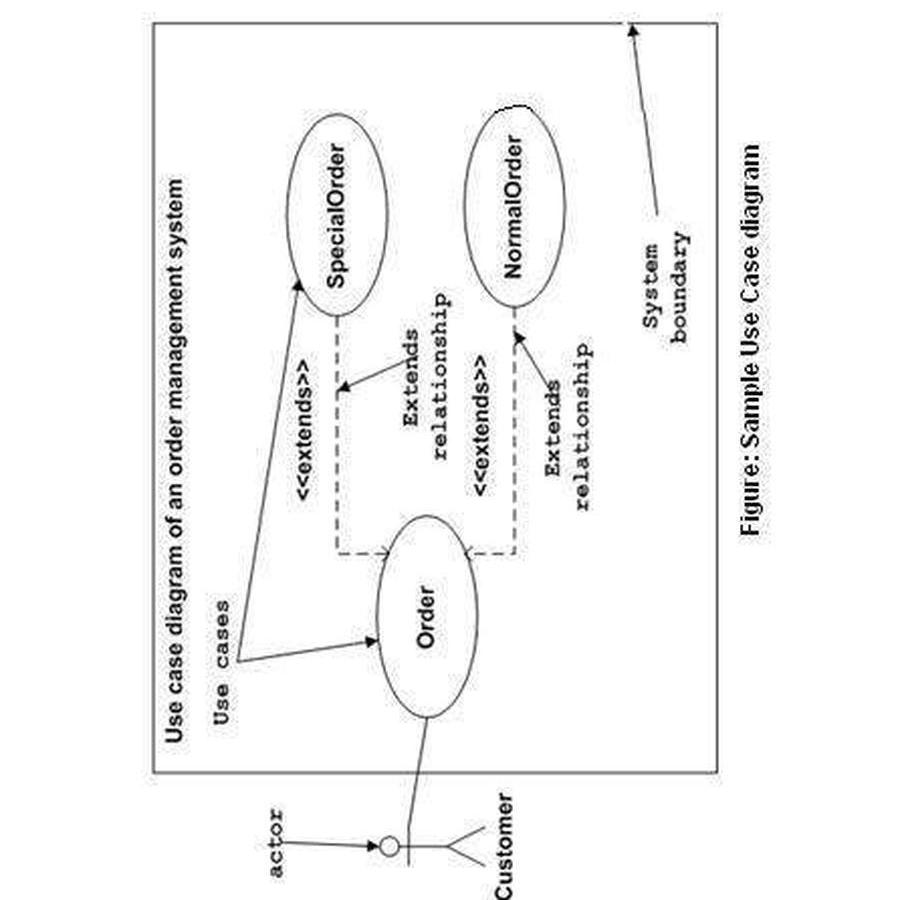 Use case diagram of an order management system
Use cases
actor
Customer
Order
<<extends>>
SpecialOrder
Extends
relationship
<<extends>>
NormalOrder
Extends
relationship
System
boundary
Figure: Sample Use Case diagram